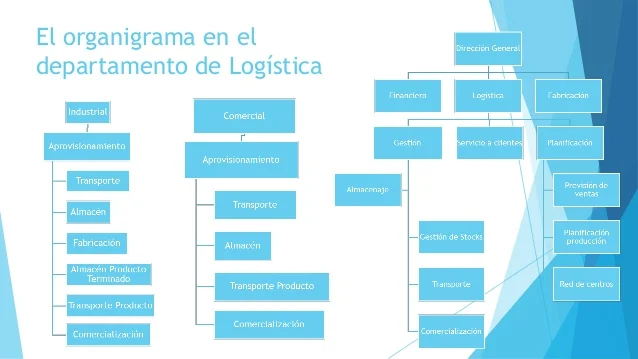 El organigrama en el
departamento de Logística
Industrial
Aprovisionamiento
Transporte
Almacén
Fabricación
Almacén Producto
Terminado
Transporte Producto
Comercialización
Comercial
Aprovisionamiento
Transporte
Almacén
Transporte Producto
Comercialización
Dirección General
Financiero
Logística
Fabricación
Gestión
Servicio a clientes
Planificación
Almacenaje
Gestión de Stocks
Transporte
Comercialización
Provisión de
ventas
Planificación
producción
Red de centros